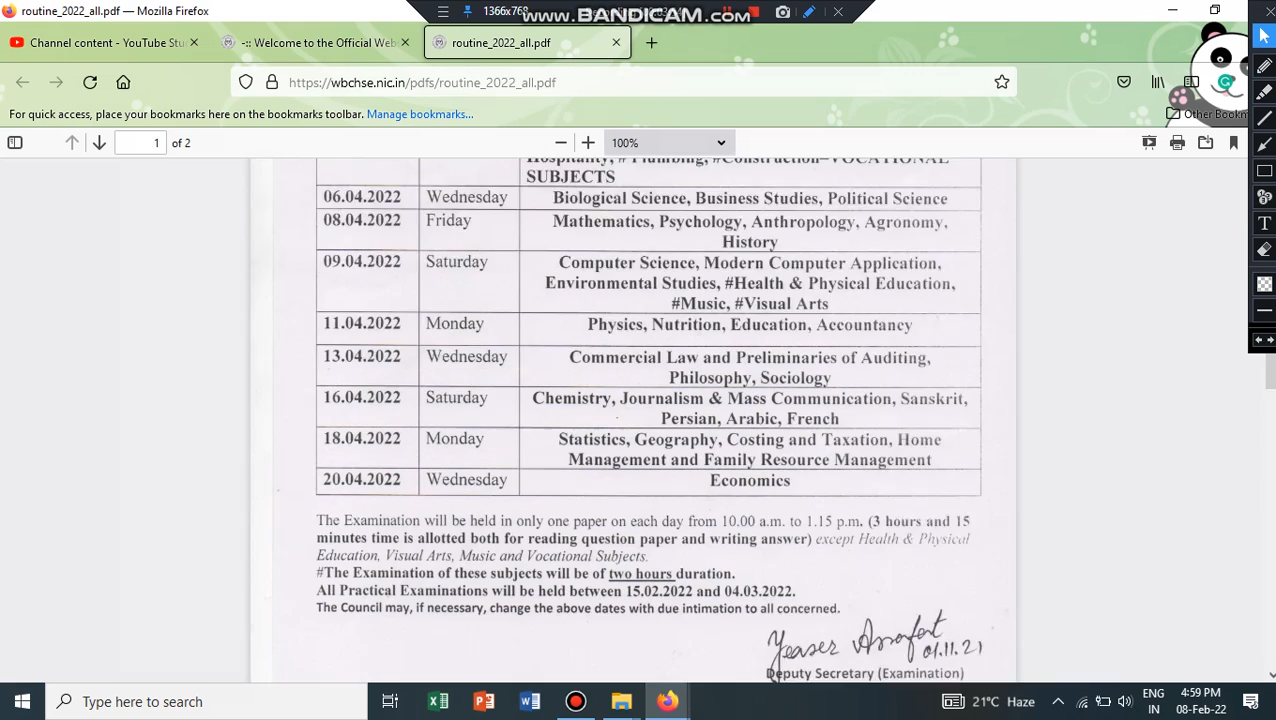 routine_2022_all.pdf — Mozilla Firefox
1366x768
www.BANDICAM.com
Channel content - YouTube Stu
-:: Welcome to the Official Web
routine_2022_all.pdf
https://wbchse.nic.in/pdfs/routine_2022_all.pdf
For quick access, place your bookmarks here on the bookmarks toolbar. Manage bookmarks...
Other Bookm
1 of 2
100%
Hospitality, # Plumbing, #Construction=VOCATIONAL
SUBJECTS
06.04.2022 Wednesday Biological Science, Business Studies, Political Science
08.04.2022 Friday Mathematics, Psychology, Anthropology, Agronomy,
History
09.04.2022 Saturday Computer Science, Modern Computer Application,
Environmental Studies, #Health & Physical Education,
#Music, #Visual Arts
11.04.2022 Monday Physics, Nutrition, Education, Accountancy
13.04.2022 Wednesday Commercial Law and Preliminaries of Auditing,
Philosophy, Sociology
16.04.2022 Saturday Chemistry, Journalism & Mass Communication, Sanskrit,
Persian, Arabic, French
18.04.2022 Monday Statistics, Geography, Costing and Taxation, Home
Management and Family Resource Management
20.04.2022 Wednesday Economics
The Examination will be held in only one paper on each day from 10.00 a.m. to 1.15 p.m. (3 hours and 15
minutes time is allotted both for reading question paper and writing answer) except Health & Physical
Education, Visual Arts, Music and Vocational Subjects.
#The Examination of these subjects will be of two hours duration.
All Practical Examinations will be held between 15.02.2022 and 04.03.2022.
The Council may, if necessary, change the above dates with due intimation to all concerned.
Yeaser Arrafat
01.11.21
Deputy Secretary (Examination)
Type here to search
21°C Haze
ENG
IN
4:59 PM
08-Feb-22